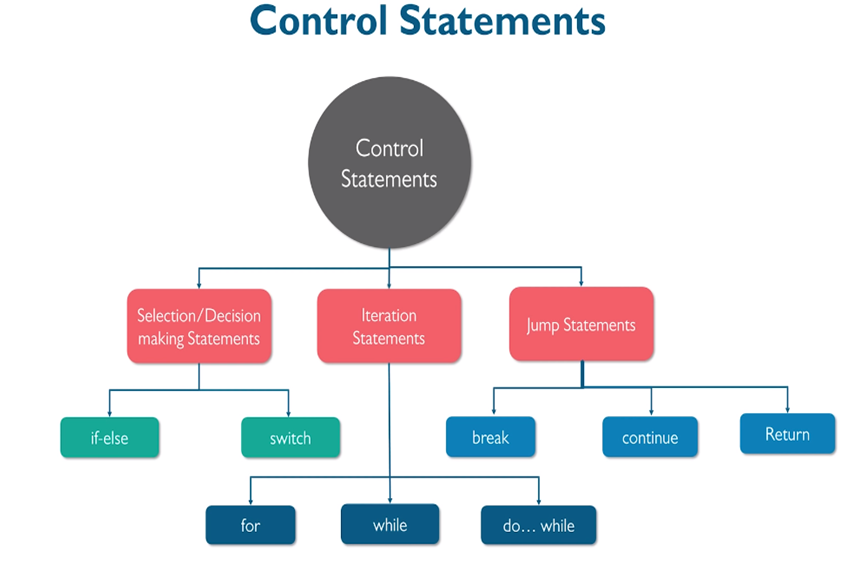 Control Statements
Control
Statements
Selection/Decision
making Statements
Iteration
Statements
Jump Statements
if-else
switch
break
continue
Return
for
while
do... while